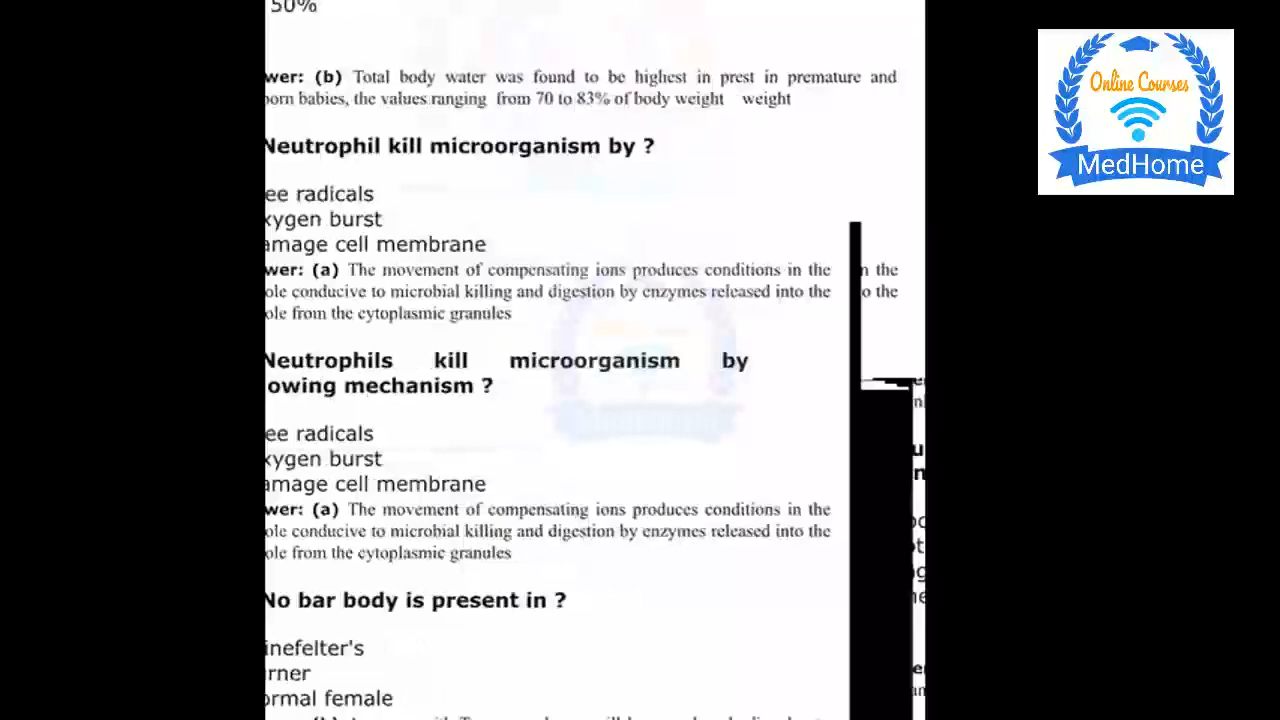 50%
wer: (b) Total body water was found to be highest in prest in premature and
orn babies, the values ranging from 70 to 83% of body weight weight
Neutrophil kill microorganism by ?
ee radicals
xygen burst
amage cell membrane
wer: (a) The movement of compensating ions produces conditions in the n the
ole conducive to microbial killing and digestion by enzymes released into the o the
ole from the cytoplasmic granules
Neutrophils kill microorganism by
owing mechanism ?
ee radicals
xygen burst
amage cell membrane
wer: (a) The movement of compensating ions produces conditions in the
ole conducive to microbial killing and digestion by enzymes released into the
ole from the cytoplasmic granules
No bar body is present in ?
inefelter's
rner
ormal female
Online Courses
MedHome